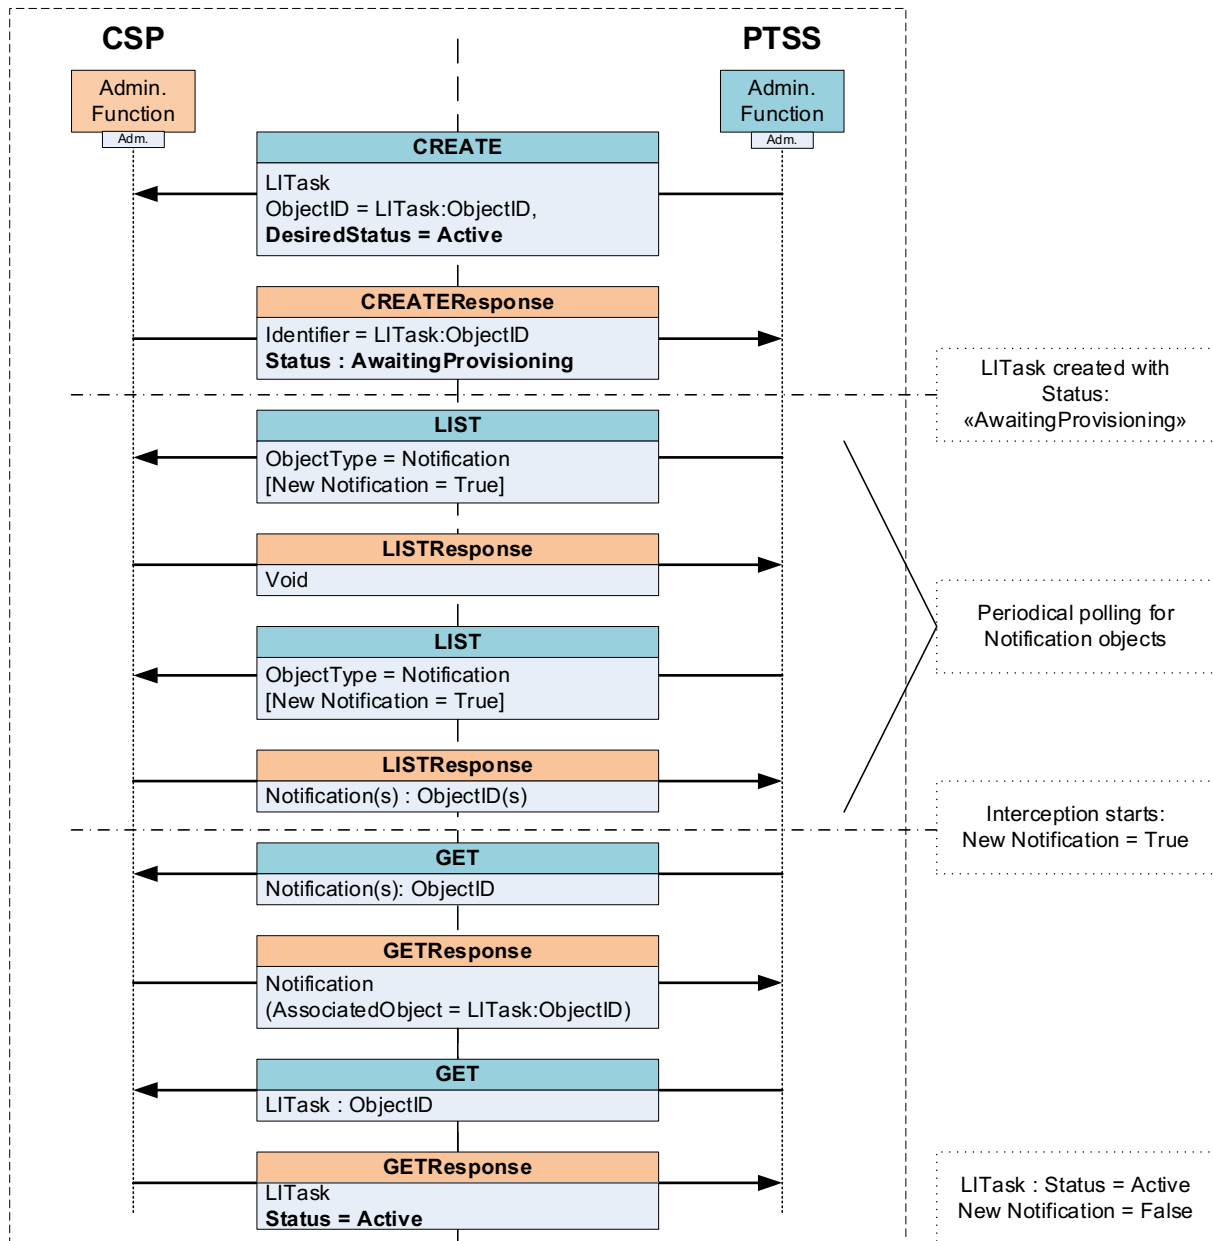 CSP
PTSS
Admin.
Function
Adm.
Admin.
Function
Adm.
CREATE
LITask
ObjectID = LITask:ObjectID,
DesiredStatus = Active
CREATEResponse
Identifier = LITask:ObjectID
Status : AwaitingProvisioning
LITask created with
Status:
«AwaitingProvisioning»
LIST
ObjectType = Notification
[New Notification = True]
LISTResponse
Void
Periodical polling for
Notification objects
LIST
ObjectType = Notification
[New Notification = True]
LISTResponse
Notification(s) : ObjectID(s)
Interception starts:
New Notification = True
GET
Notification(s): ObjectID
GETResponse
Notification
(AssociatedObject = LITask:ObjectID)
GET
LITask : ObjectID
GETResponse
LITask
Status = Active
LITask : Status = Active
New Notification = False